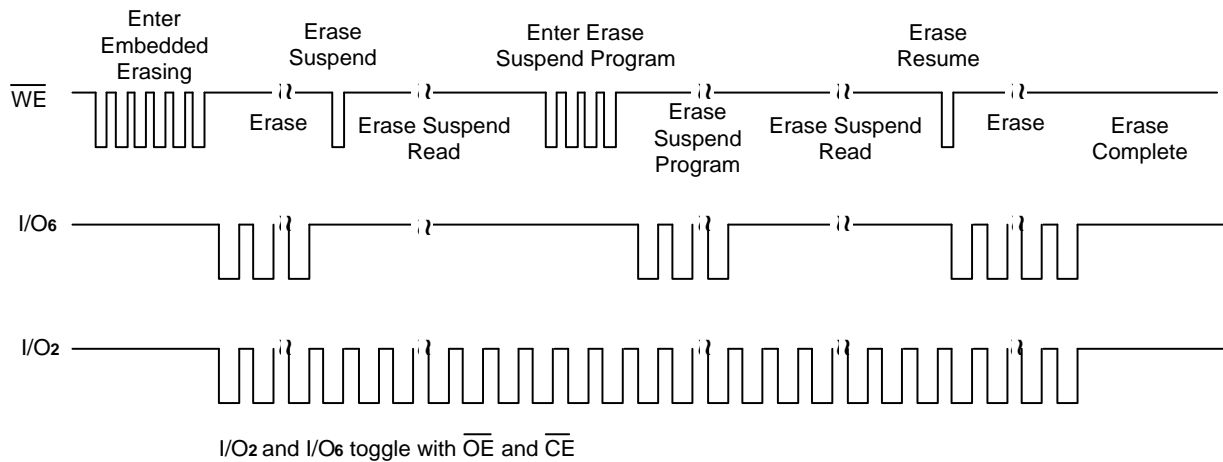 Enter
Embedded
Erasing
Erase
Suspend
Enter Erase
Suspend Program
Erase
Resume
WE
Erase
Erase Suspend
Read
Erase
Suspend
Program
Erase Suspend
Read
Erase
Erase
Complete
I/O6
I/O2
I/O2 and I/O6 toggle with OE and CE